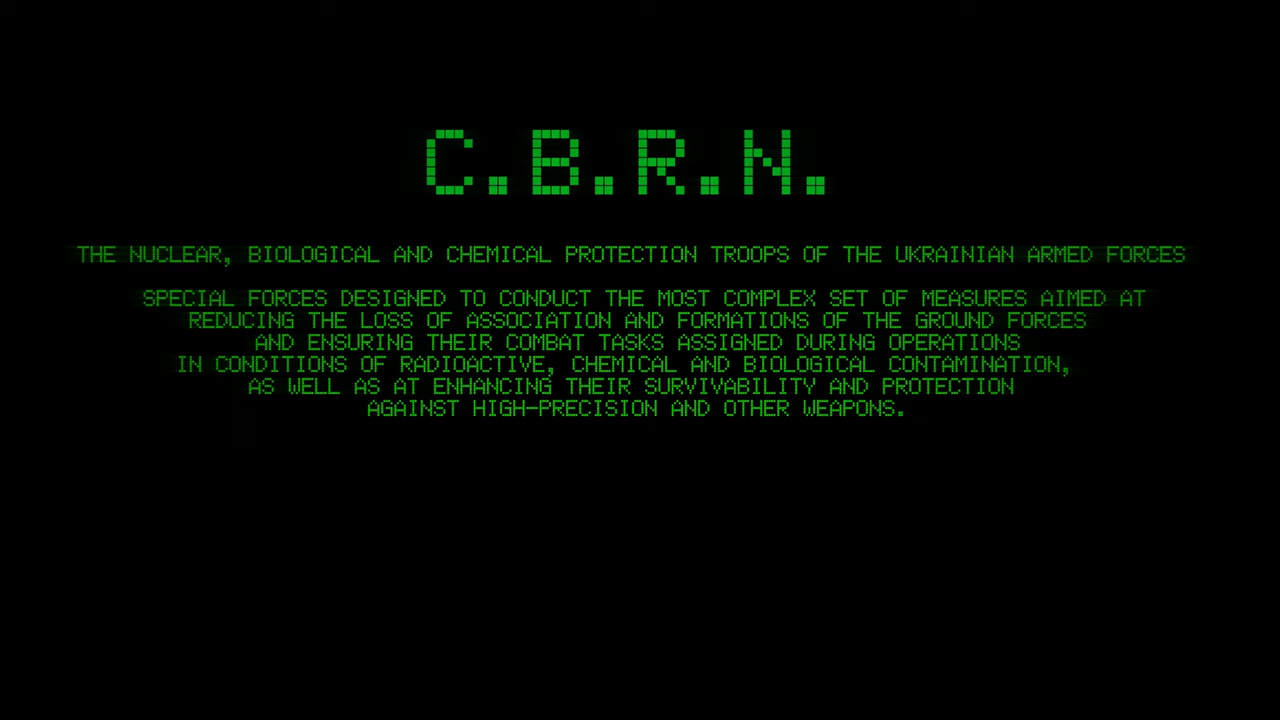 C.B.R.N.
THE NUCLEAR, BIOLOGICAL AND CHEMICAL PROTECTION TROOPS OF THE UKRAINIAN ARMED FORCES
SPECIAL FORCES DESIGNED TO CONDUCT THE MOST COMPLEX SET OF MEASURES AIMED AT
REDUCING THE LOSS OF ASSOCIATION AND FORMATIONS OF THE GROUND FORCES
AND ENSURING THEIR COMBAT TASKS ASSIGNED DURING OPERATIONS
IN CONDITIONS OF RADIOACTIVE, CHEMICAL AND BIOLOGICAL CONTAMINATION,
AS WELL AS AT ENHANCING THEIR SURVIVABILITY AND PROTECTION
AGAINST HIGH-PRECISION AND OTHER WEAPONS.